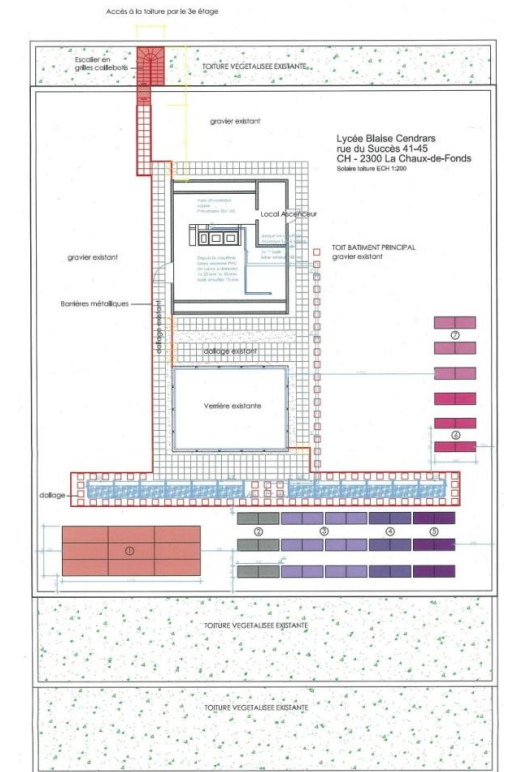 Accès à la toiture par le 3e étage
Escalier en
grilles caillebotis
TOITURE VEGETALISEE EXISTANTE
gravier existant
Lycée Blaise Cendrars
rue du Succès 41-45
CH - 2300 La Chaux-de-Fonds
Solaire toiture ECH 1:200
Local Ascenceur
gravier existant
TOIT BATIMENT PRINCIPAL
gravier existant
Barrières métalliques
dallage existant
dallage existant
Verrière existante
7
6
dallage
1
2
3
4
5
TOITURE VEGETALISEE EXISTANTE
TOITURE VEGETALISEE EXISTANTE